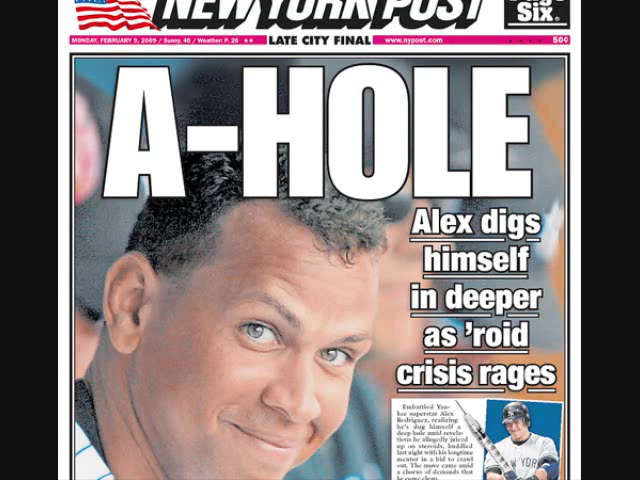 NEW YORK POST
Six®
MONDAY, FEBRUARY 9, 2009 / Sunny, 40 / Weather: P. 26 ★★
LATE CITY FINAL
www.nypost.com
50¢
A-HOLE
Alex digs
himself
in deeper
as 'roid
crisis rages
Embattled Yan-
kee superstar Alex
Rodriguez, realizing
he's dug himself a
deep hole amid revela-
tions he allegedly juiced
up on steroids, huddled
last night with his longtime
mentor in a bid to crawl
out. The move came amid
a chorus of demands that
he come clean.
NEW YORK